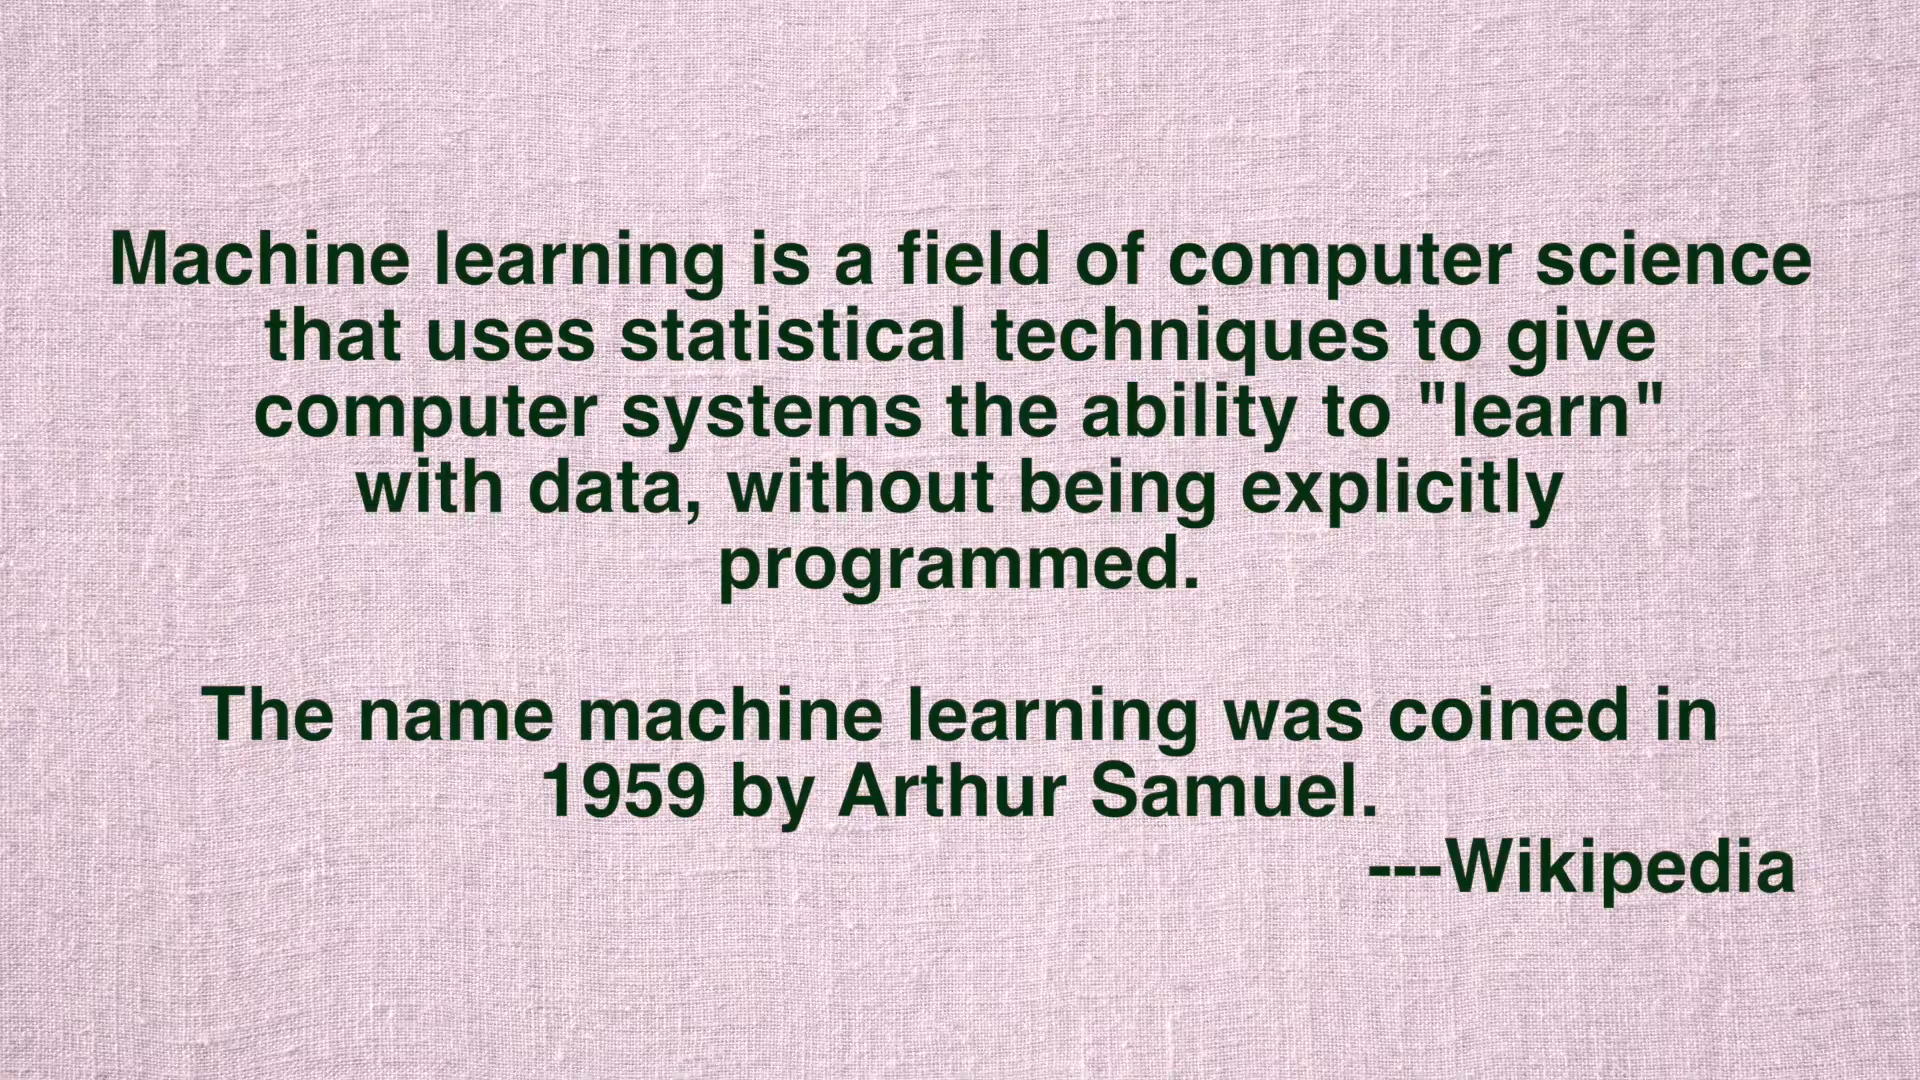 Machine learning is a field of computer science
that uses statistical techniques to give
computer systems the ability to "learn"
with data, without being explicitly
programmed.
The name machine learning was coined in
1959 by Arthur Samuel.
---Wikipedia